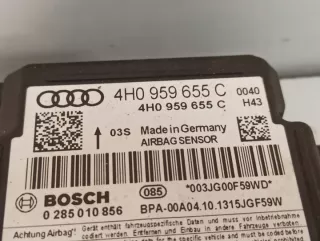 4H0 959 655 C
4H0 959 655 C
0040
H43
03S
Made in Germany
AIRBAG SENSOR
BOSCH
0 285 010 856
085
*003JG00F59WD*
BPA-00A04.10.1315JGF59W
Achtung Airbag!